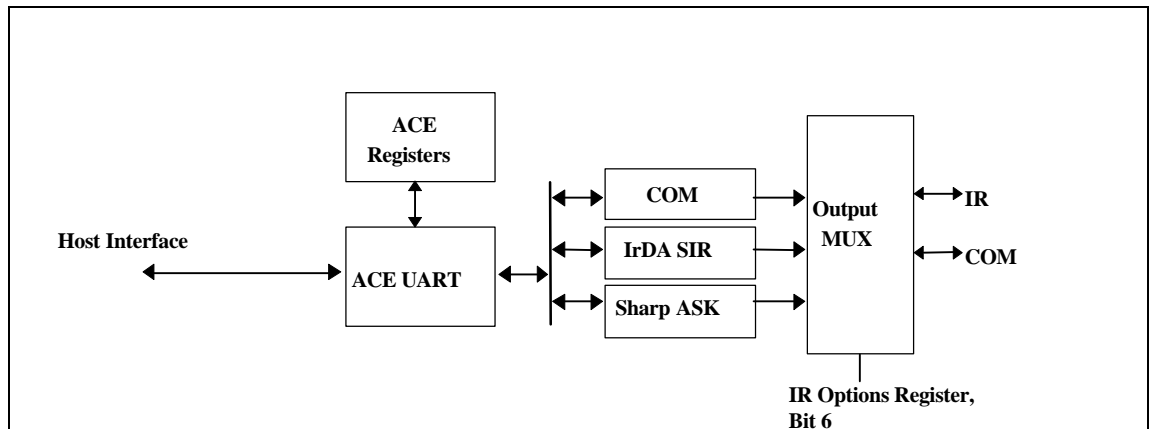 ACE
Registers
Host Interface
ACE UART
COM
IrDA SIR
Sharp ASK
Output
MUX
IR
COM
IR Options Register,
Bit 6